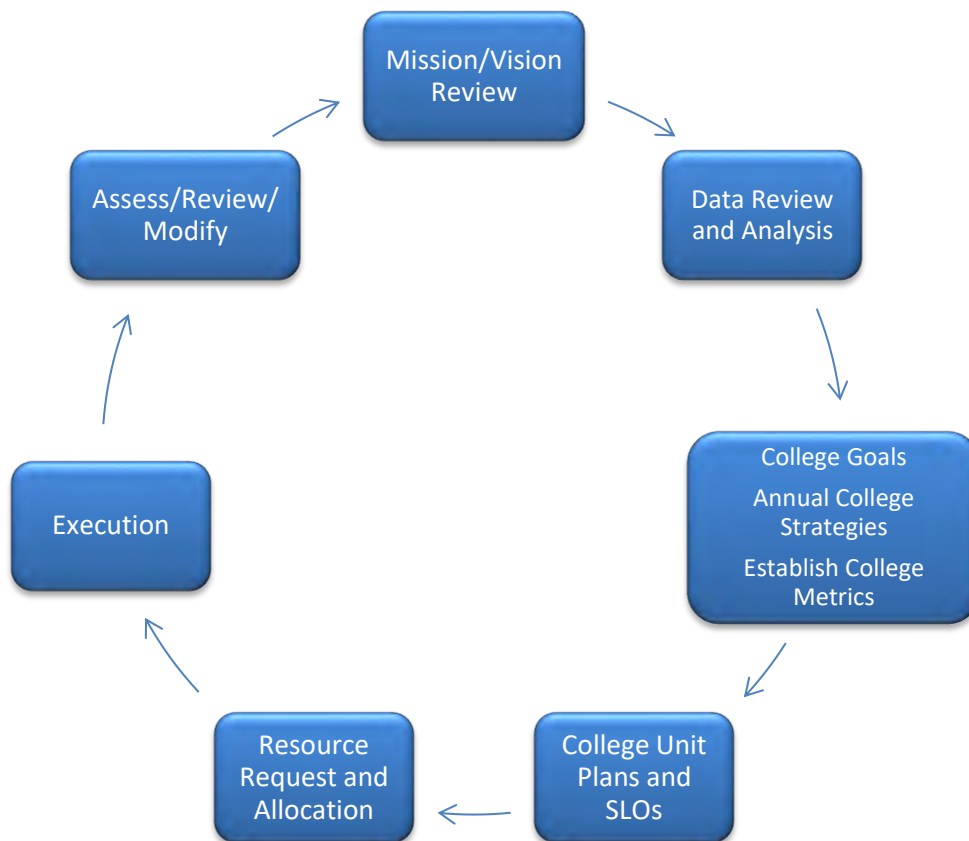 Mission/Vision
Review
Data Review
and Analysis
College Goals
Annual College
Strategies
Establish College
Metrics
College Unit
Plans and
SLOs
Resource
Request and
Allocation
Execution
Assess/Review/
Modify